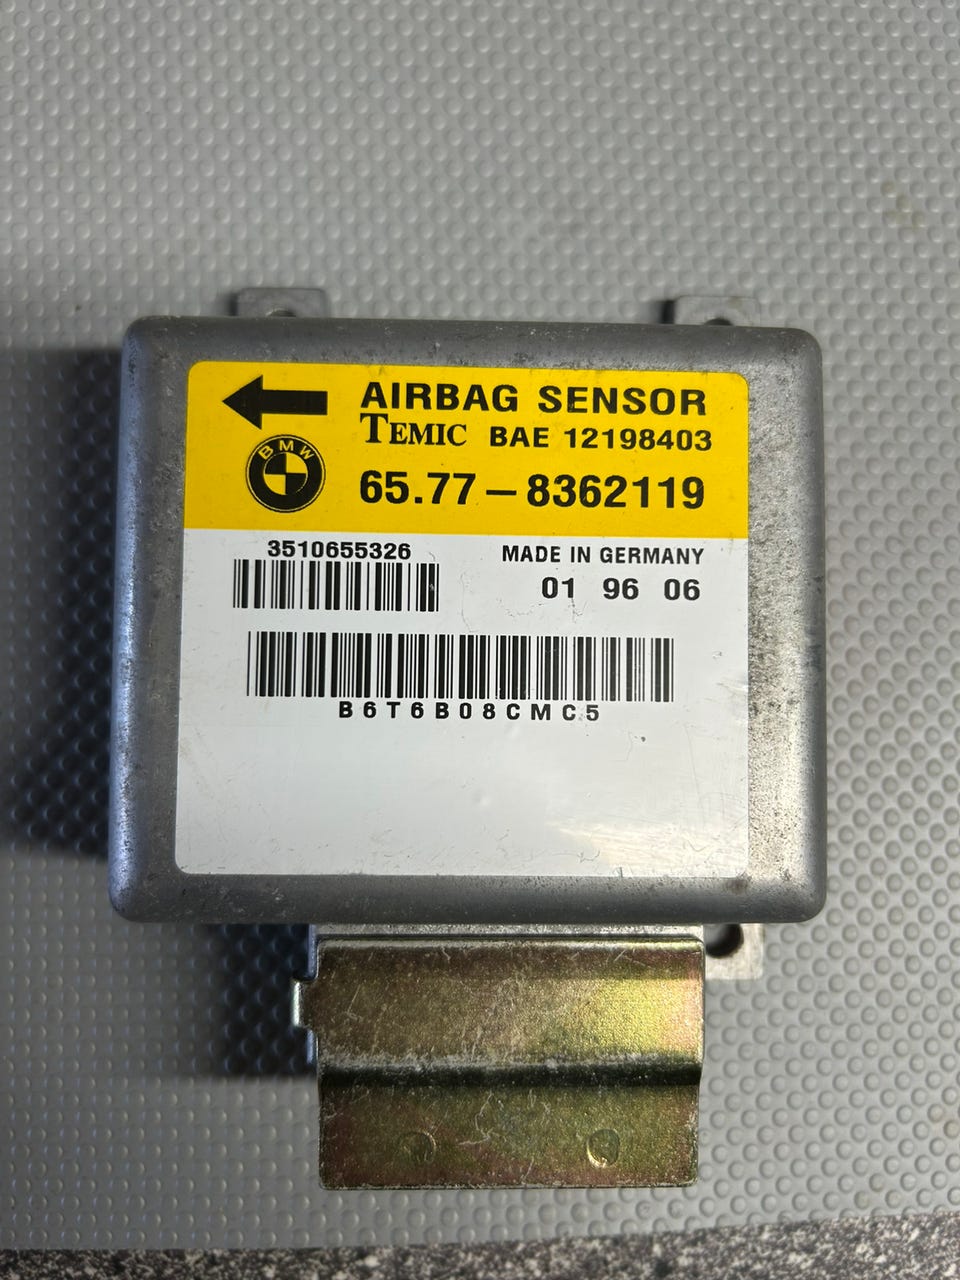 AIRBAG SENSOR
TEMIC BAE 12198403
BMW
65.77-8362119
3510655326 MADE IN GERMANY
01 96 06
B6T6B08CMC5